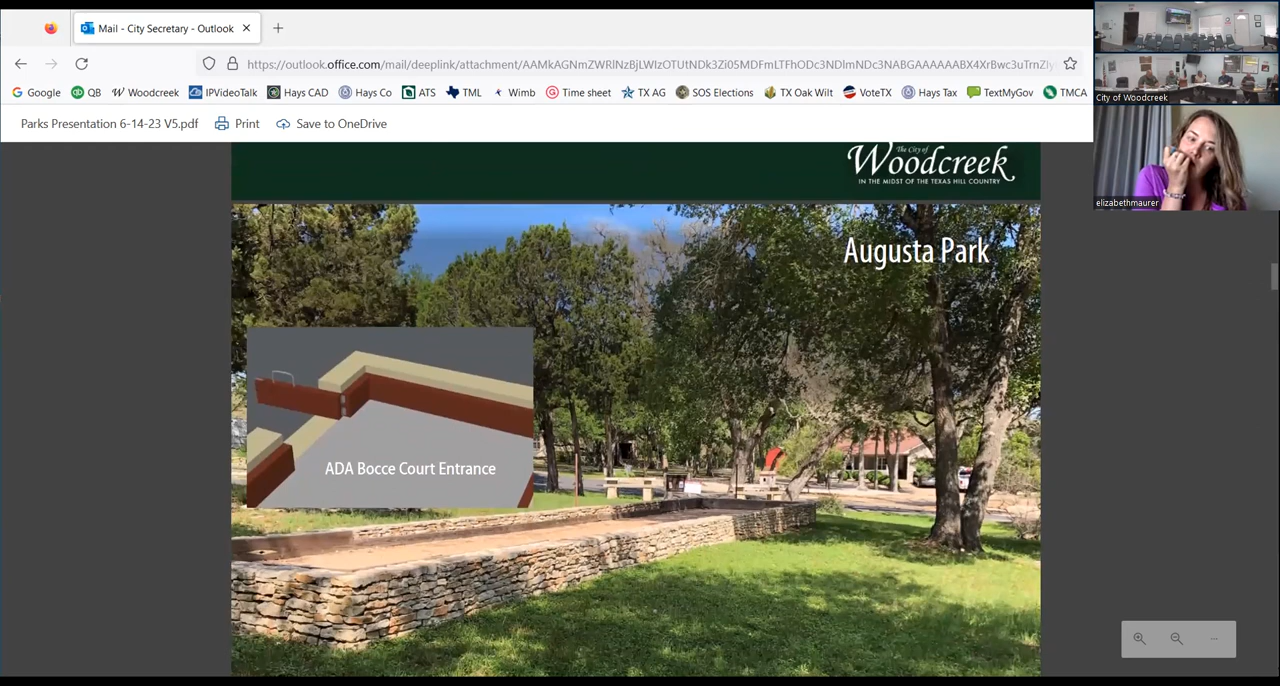 Mail - City Secretary - Outlook
https://outlook.office.com/mail/deeplink/attachment/
Google QB Woodcreek IPVideoTalk Hays CAD Hays Co ATS TML Wimb Time sheet TX AG SOS Elections TX Oak Wilt VoteTX Hays Tax TextMyGov TMCA
City of Woodcreek
Parks Presentation 6-14-23 V5.pdf Print Save to OneDrive
The City of
Woodcreek
IN THE MIDST OF THE TEXAS HILL COUNTRY
elizabethmaurer
Augusta Park
ADA Bocce Court Entrance